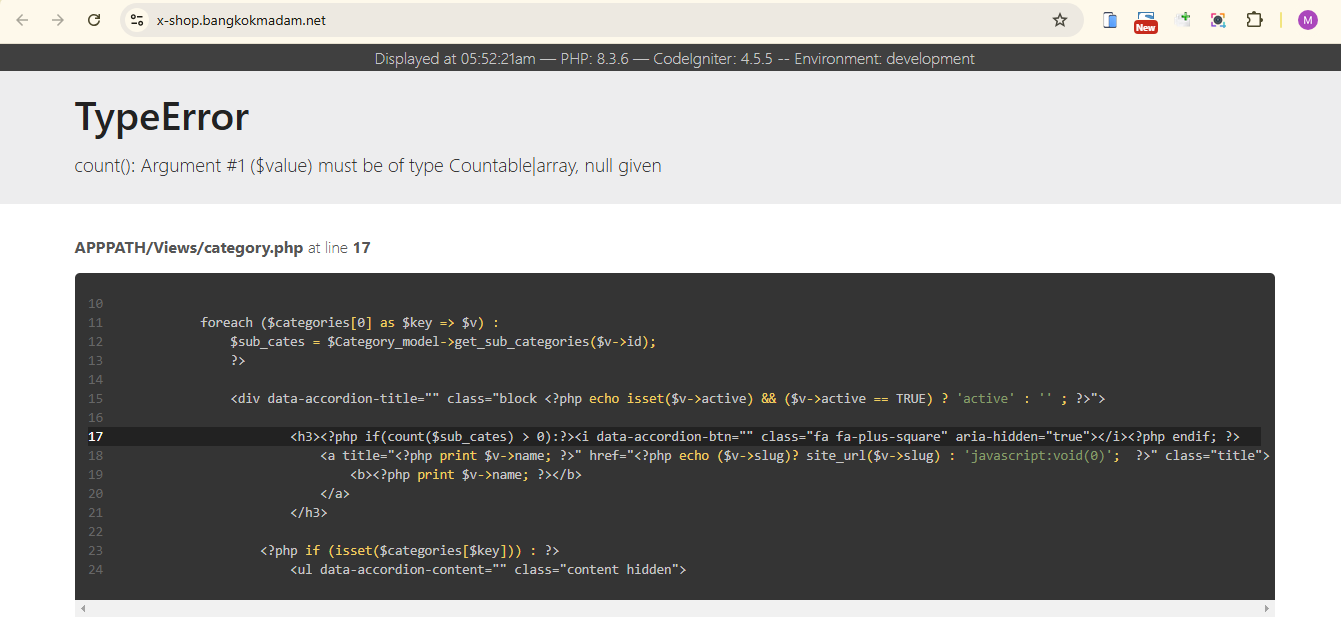 x-shop.bangkokmadam.net
New
M
Displayed at 05:52:21am — PHP: 8.3.6 — CodeIgniter: 4.5.5 -- Environment: development
TypeError
count(): Argument #1 ($value) must be of type Countable|array, null given
APPPATH/Views/category.php at line 17
10
11 foreach ($categories[0] as $key => $v) :
12 $sub_cates = $Category_model->get_sub_categories($v->id);
13 ?>
14
15 <div data-accordion-title="" class="block <?php echo isset($v->active) && ($v->active == TRUE) ? 'active' : '' ; ?>">
16
17 <h3><?php if(count($sub_cates) > 0):?><i data-accordion-btn="" class="fa fa-plus-square" aria-hidden="true"></i><?php endif; ?>
18 <a title="<?php print $v->name; ?>" href="<?php echo ($v->slug)? site_url($v->slug) : 'javascript:void(0)';  ?>" class="title">
19 <b><?php print $v->name; ?></b>
20 </a>
21 </h3>
22
23 <?php if (isset($categories[$key])) : ?>
24 <ul data-accordion-content="" class="content hidden">